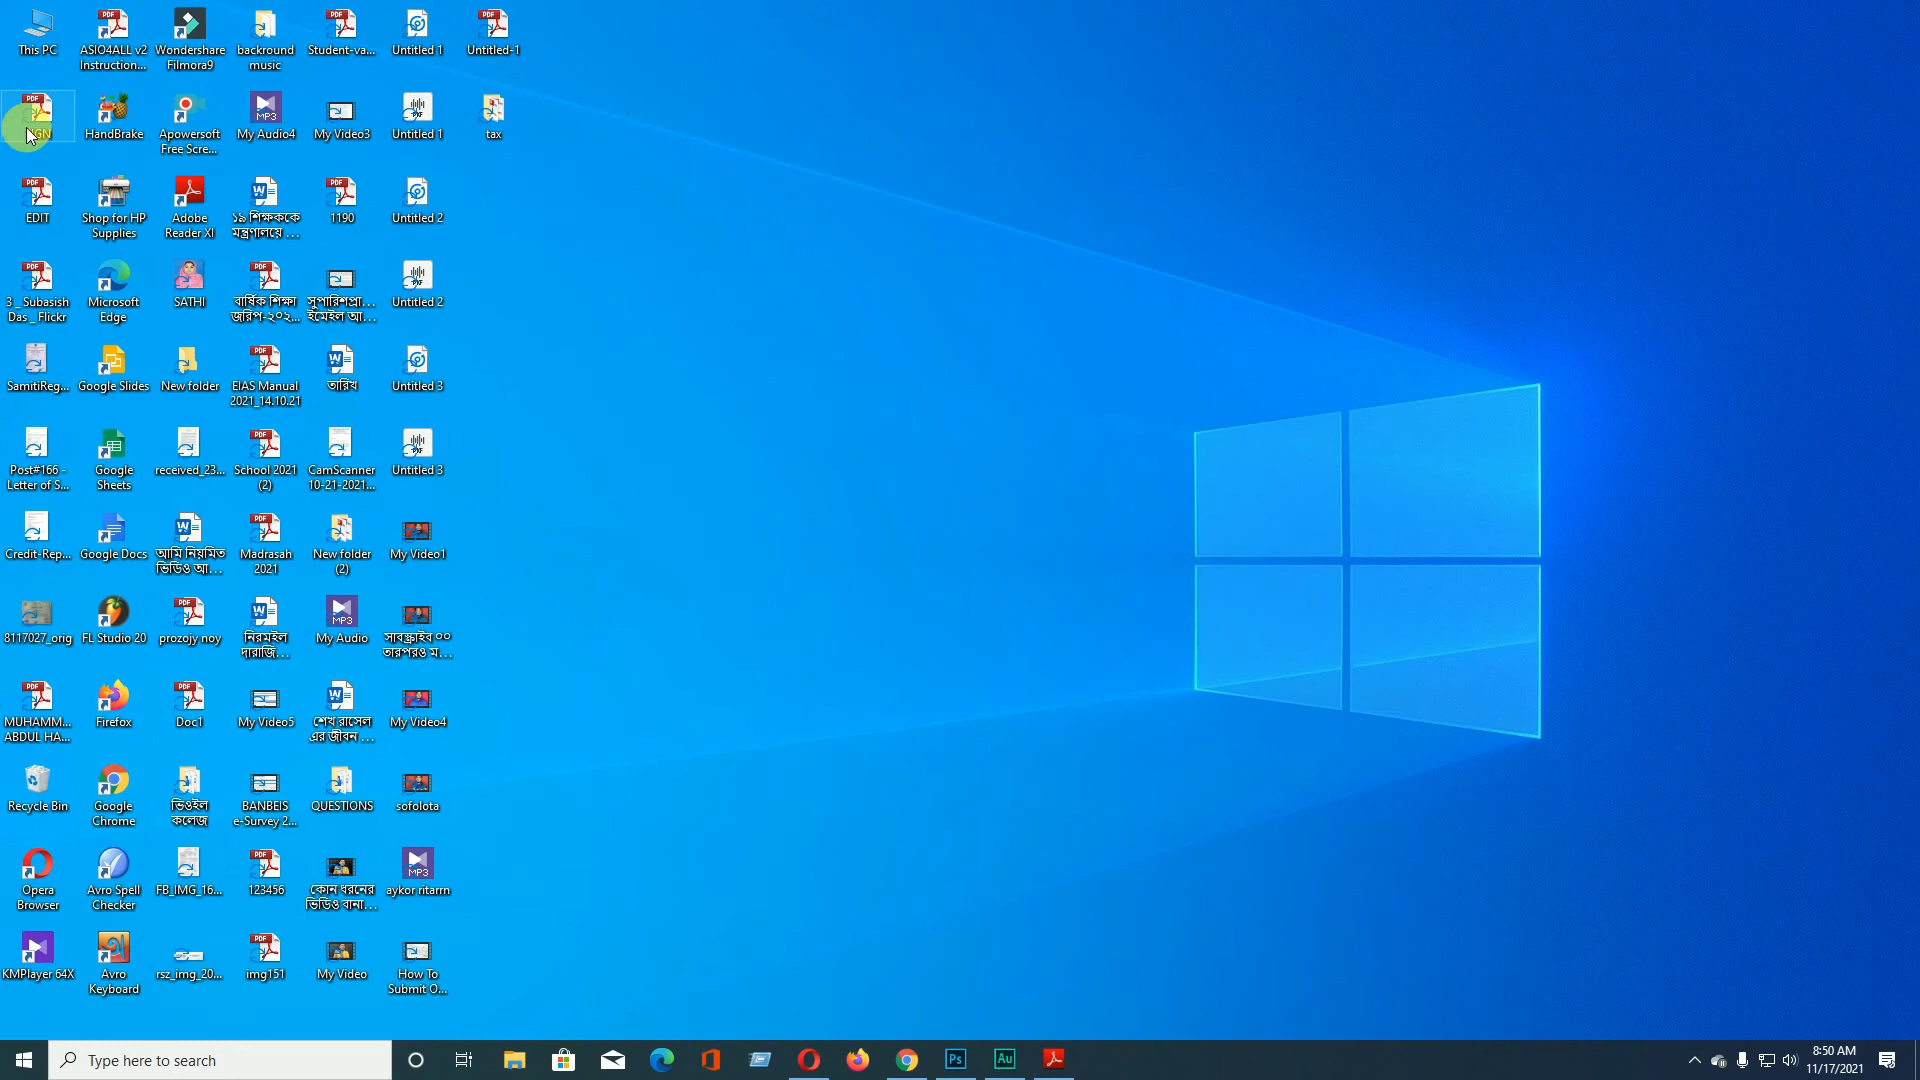 This PC
ASIO4ALL v2
Instruction...
Wondershare
Filmora9
backround
music
Student-va...
Untitled 1
Untitled-1
HandBrake
Apowersoft
Free Scre...
My Audio4
My Video3
Untitled 1
tax
EDIT
Shop for HP
Supplies
Adobe
Reader XI
১৯ শিক্ষককে
মন্ত্রণালয়ে ...
1190
Untitled 2
3 _ Subasish
Das _ Flickr
Microsoft
Edge
SATHI
বার্ষিক শিক্ষা
জরিপ-২০২...
সুপারিশপ্রা...
ইমেইল আ...
Untitled 2
SamitiReg...
Google Slides
New folder
EIAS Manual
2021_14.10.21
তারিখ
Untitled 3
Post#166 -
Letter of S...
Google
Sheets
received_23...
School 2021
(2)
CamScanner
10-21-2021...
Untitled 3
Credit-Rep...
Google Docs
আমি নিয়মিত
ভিডিও আ...
Madrasah
2021
New folder
(2)
My Video1
8117027_orig
FL Studio 20
prozojy noy
নিরমইল
দারাজি...
My Audio
সাবস্ক্রাইব ০০
তারপরও ম...
MUHAMM...
ABDUL HA...
Firefox
Doc1
My Video5
শেখ রাসেল
এর জীবন ...
My Video4
Recycle Bin
Google
Chrome
ভিওইল
কলেজ
BANBEIS
e-Survey 2...
QUESTIONS
sofolota
Opera
Browser
Avro Spell
Checker
FB_IMG_16...
123456
কোন ধরনের
ভিডিও বানা...
aykor ritarrn
KMPlayer 64X
Avro
Keyboard
rsz_img_20...
img151
My Video
How To
Submit O...
Type here to search
8:50 AM
11/17/2021